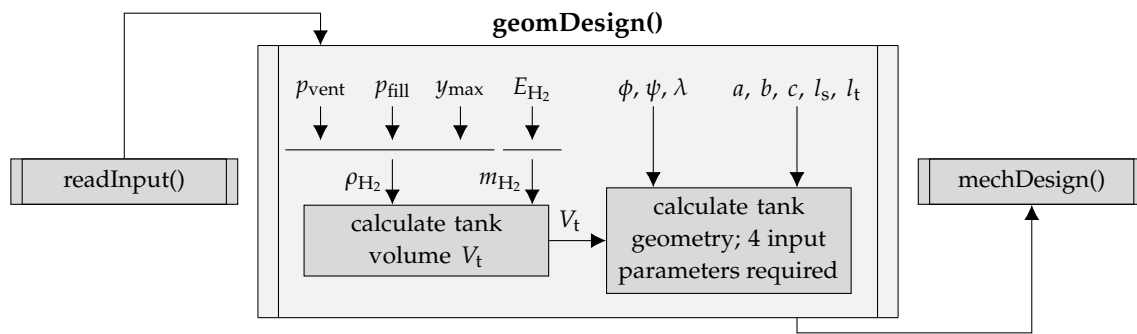 geomDesign()
p_vent p_fill y_max E_H₂ ϕ, ψ, λ a, b, c, l_s, l_t
readInput()
ρ_H₂ m_H₂
mechDesign()
calculate tank
volume V_t
V_t
calculate tank
geometry; 4 input
parameters required